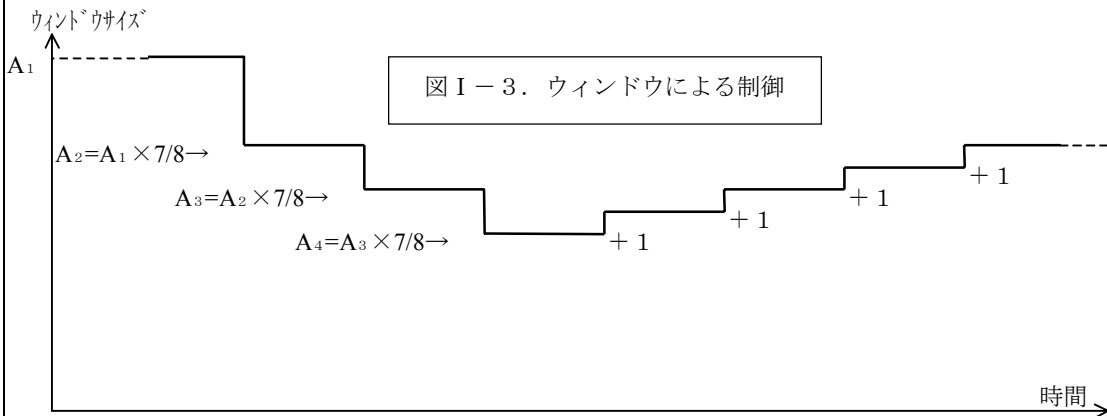 ｳｨﾝﾄﾞｳｻｲｽﾞ
A₁
図Ⅰ－３．ウィンドウによる制御
A₂=A₁×7/8→
A₃=A₂×7/8→
A₄=A₃×7/8→
＋１
＋１
＋１
＋１
時間